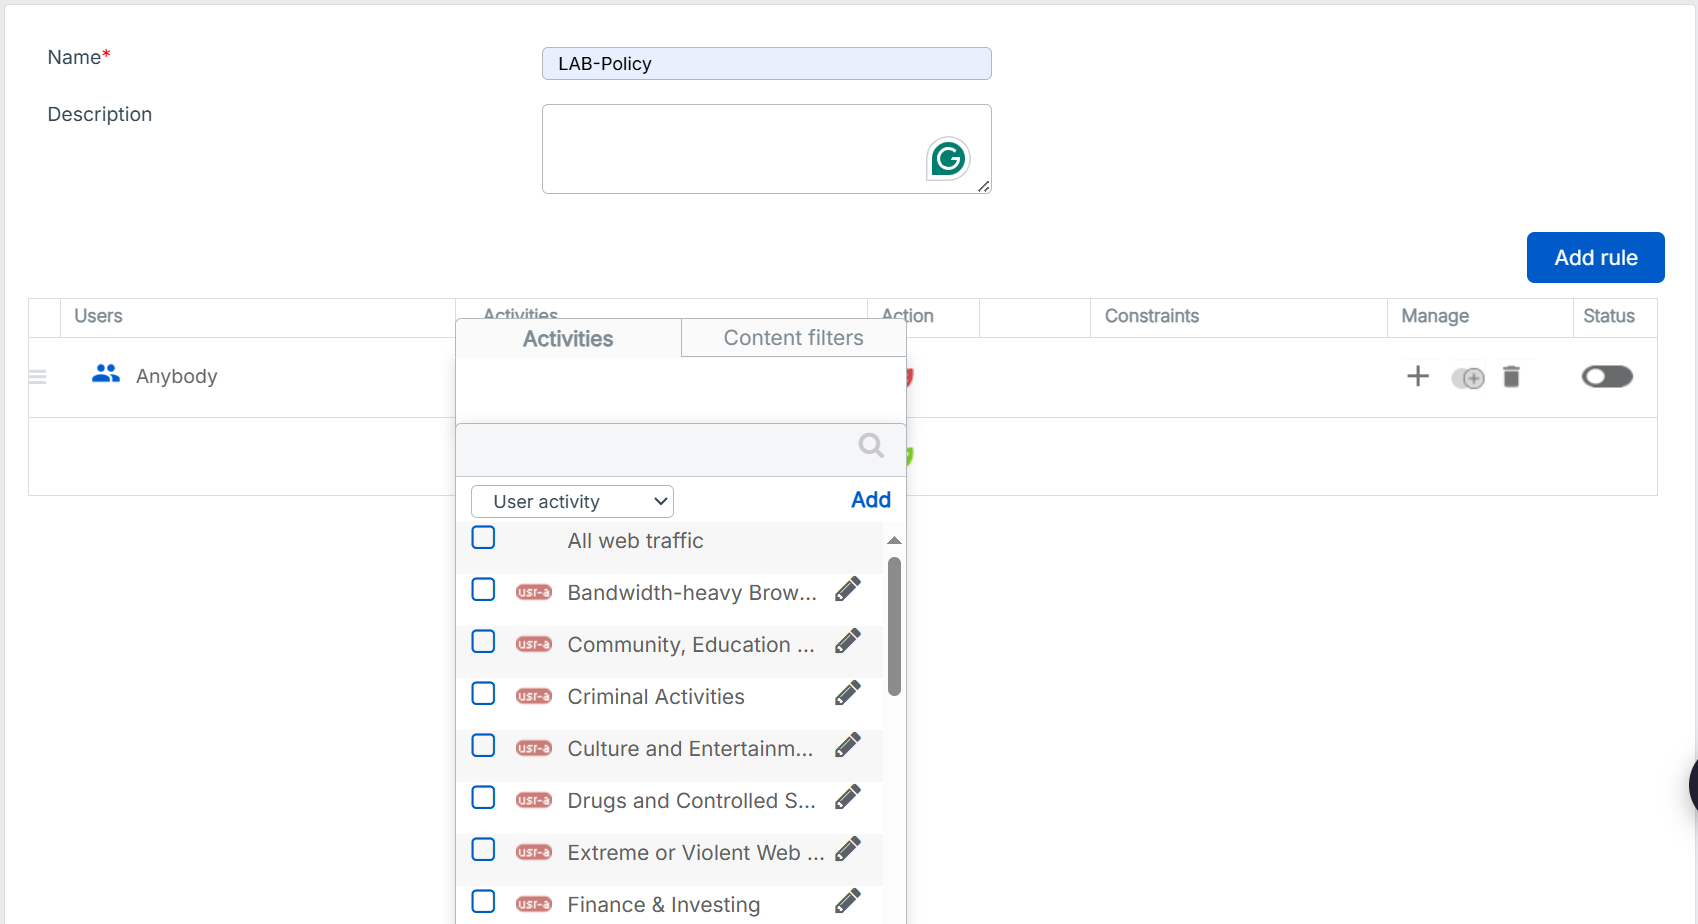 Name*
LAB-Policy
Description
Add rule
Users
Activities
Action
Constraints
Manage
Status
Activities
Content filters
Anybody
User activity
Add
All web traffic
usr-a Bandwidth-heavy Brow...
usr-a Community, Education ...
usr-a Criminal Activities
usr-a Culture and Entertainm...
usr-a Drugs and Controlled S...
usr-a Extreme or Violent Web ...
usr-a Finance & Investing